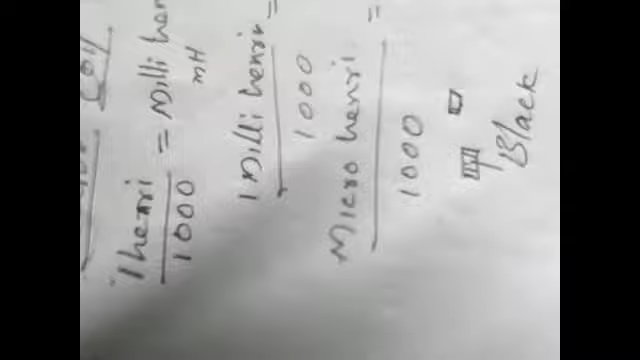 Coil
1 henri = Milli hen
1000 mH
1 Milli henri =
1000
Micro henri =
1000
Black